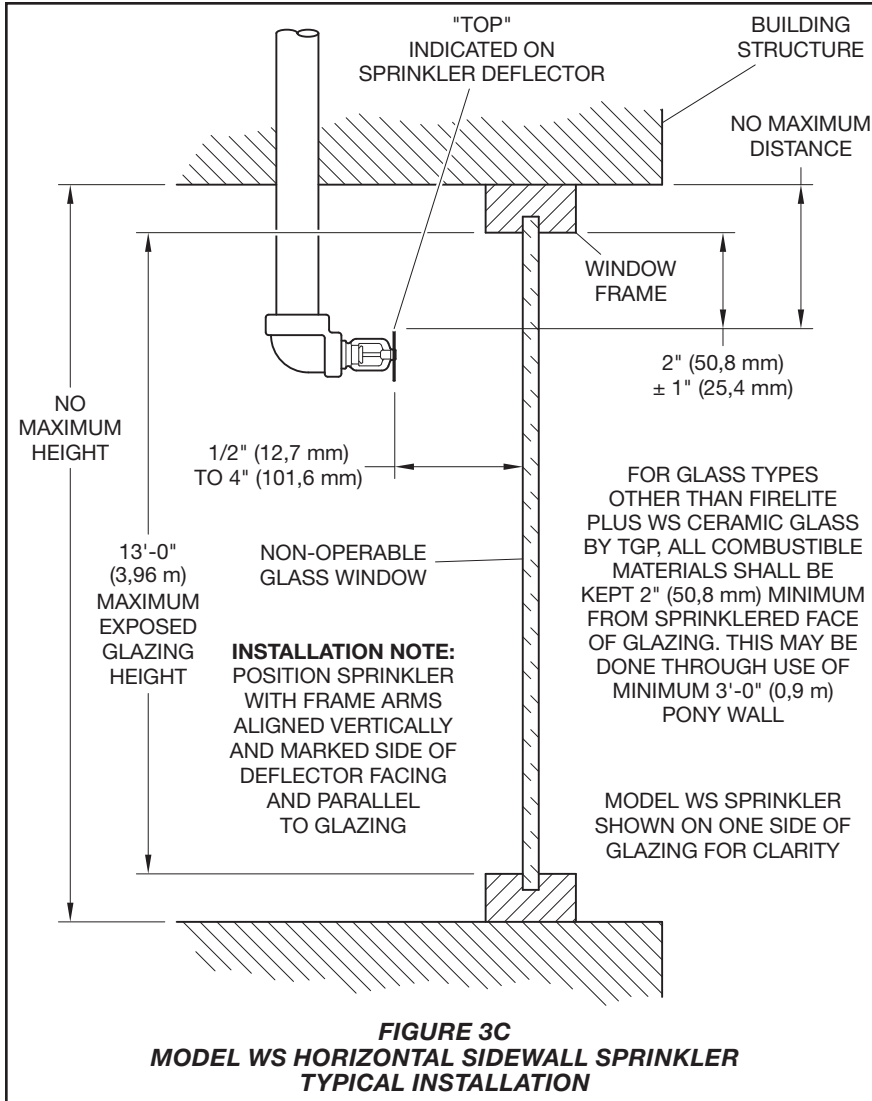 "TOP"
INDICATED ON
SPRINKLER DEFLECTOR
BUILDING
STRUCTURE
NO MAXIMUM
DISTANCE
WINDOW
FRAME
2" (50,8 mm)
± 1" (25,4 mm)
NO
MAXIMUM
HEIGHT
1/2" (12,7 mm)
TO 4" (101,6 mm)
13'-0"
(3,96 m)
MAXIMUM
EXPOSED
GLAZING
HEIGHT
NON-OPERABLE
GLASS WINDOW
INSTALLATION NOTE:
POSITION SPRINKLER
WITH FRAME ARMS
ALIGNED VERTICALLY
AND MARKED SIDE OF
DEFLECTOR FACING
AND PARALLEL
TO GLAZING
FOR GLASS TYPES
OTHER THAN FIRELITE
PLUS WS CERAMIC GLASS
BY TGP, ALL COMBUSTIBLE
MATERIALS SHALL BE
KEPT 2" (50,8 mm) MINIMUM
FROM SPRINKLERED FACE
OF GLAZING. THIS MAY BE
DONE THROUGH USE OF
MINIMUM 3'-0" (0,9 m)
PONY WALL
MODEL WS SPRINKLER
SHOWN ON ONE SIDE OF
GLAZING FOR CLARITY
FIGURE 3C
MODEL WS HORIZONTAL SIDEWALL SPRINKLER
TYPICAL INSTALLATION